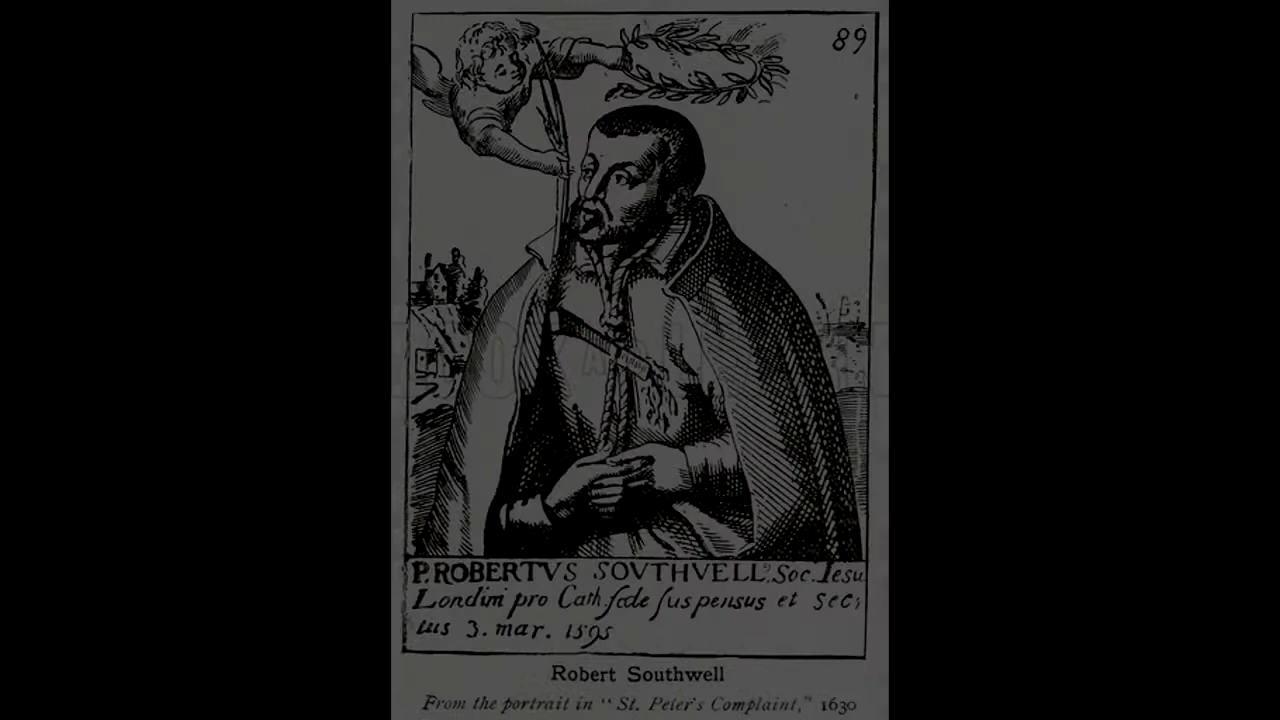 89
P. ROBERTVS SOVTHVELL⁹. Soc. Iesu
Londini pro Cath. fide suspensus et sec,
tus 3. mar. 1595
Robert Southwell
From the portrait in "St. Peter's Complaint," 1630